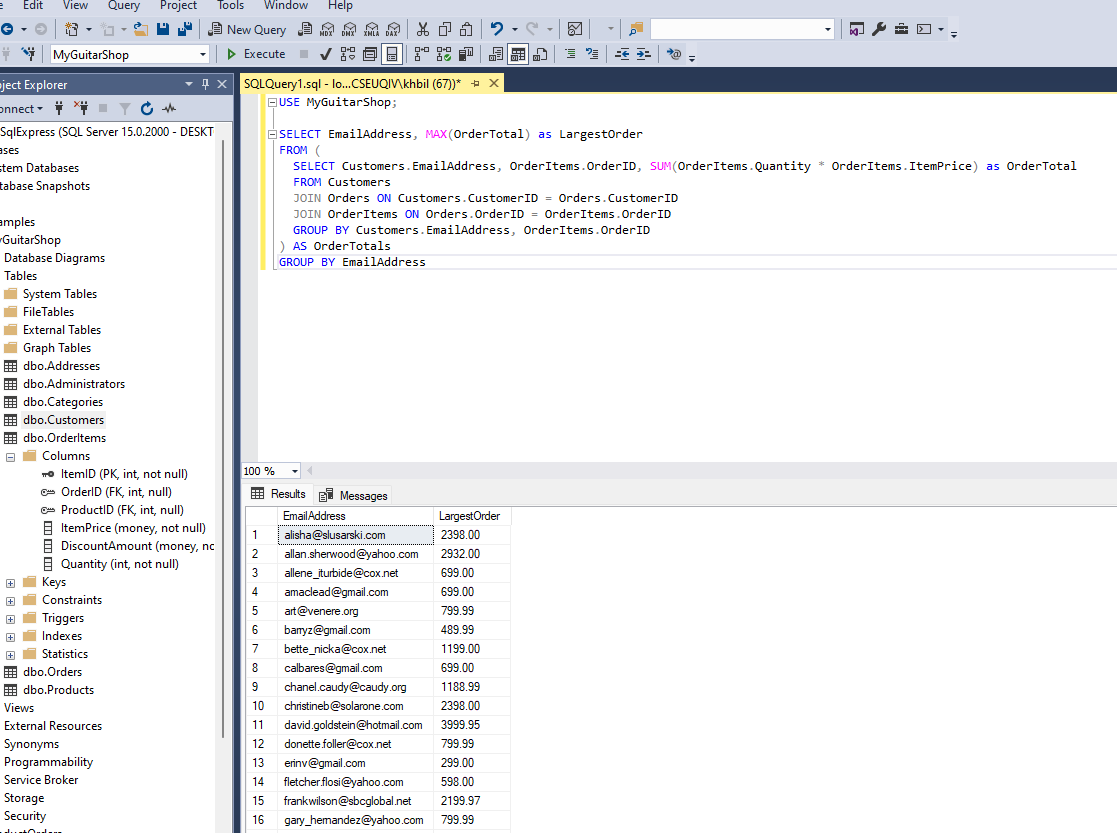 Edit View Query Project Tools Window Help
New Query MDX DMX XMLA DAX
MyGuitarShop Execute
ject Explorer
onnect
SqlExpress (SQL Server 15.0.2000 - DESKT
ases
stem Databases
tabase Snapshots
amples
yGuitarShop
Database Diagrams
Tables
System Tables
FileTables
External Tables
Graph Tables
dbo.Addresses
dbo.Administrators
dbo.Categories
dbo.Customers
dbo.OrderItems
Columns
ItemID (PK, int, not null)
OrderID (FK, int, null)
ProductID (FK, int, null)
ItemPrice (money, not null)
DiscountAmount (money, no
Quantity (int, not null)
Keys
Constraints
Triggers
Indexes
Statistics
dbo.Orders
dbo.Products
Views
External Resources
Synonyms
Programmability
Service Broker
Storage
Security
ductOrders
SQLQuery1.sql - lo...CSEUQIV\khbil (67))*
USE MyGuitarShop;
SELECT EmailAddress, MAX(OrderTotal) as LargestOrder
FROM (
SELECT Customers.EmailAddress, OrderItems.OrderID, SUM(OrderItems.Quantity * OrderItems.ItemPrice) as OrderTotal
FROM Customers
JOIN Orders ON Customers.CustomerID = Orders.CustomerID
JOIN OrderItems ON Orders.OrderID = OrderItems.OrderID
GROUP BY Customers.EmailAddress, OrderItems.OrderID
) AS OrderTotals
GROUP BY EmailAddress
100 %
Results Messages
EmailAddress LargestOrder
1 alisha@slusarski.com 2398.00
2 allan.sherwood@yahoo.com 2932.00
3 allene_iturbide@cox.net 699.00
4 amaclead@gmail.com 699.00
5 art@venere.org 799.99
6 barryz@gmail.com 489.99
7 bette_nicka@cox.net 1199.00
8 calbares@gmail.com 699.00
9 chanel.caudy@caudy.org 1188.99
10 christineb@solarone.com 2398.00
11 david.goldstein@hotmail.com 3999.95
12 donette.foller@cox.net 799.99
13 erinv@gmail.com 299.00
14 fletcher.flosi@yahoo.com 598.00
15 frankwilson@sbcglobal.net 2199.97
16 gary_hernandez@yahoo.com 799.99